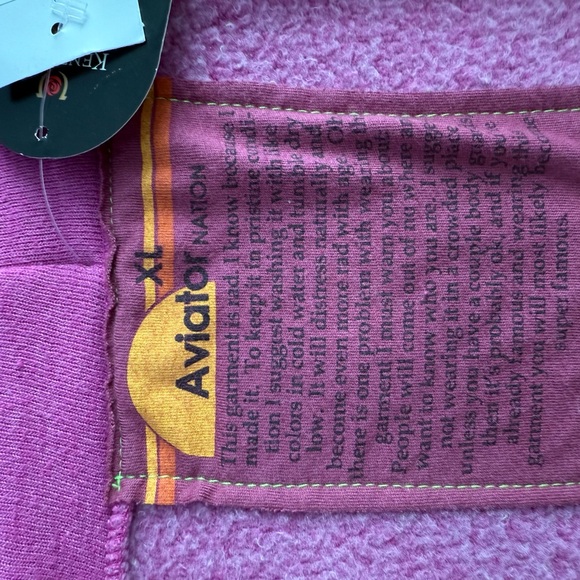 KEN
XL
Aviator
NATION
This garment is rad. I know because I
made it. To keep it in pristine condi-
tion I suggest washing it with like
colors in cold water and tumble dry
low. It will distress naturally and
become even more rad with age. Oh
there is one problem with wearing th
garment I must warn you about.
People will come out of nowhere an
want to know who you are. I sugge
not wearing it in a crowded place
unless you have a couple body guar
then it's probably ok. and if you
already famous and wearing this
garment you will most likely become
super famous.